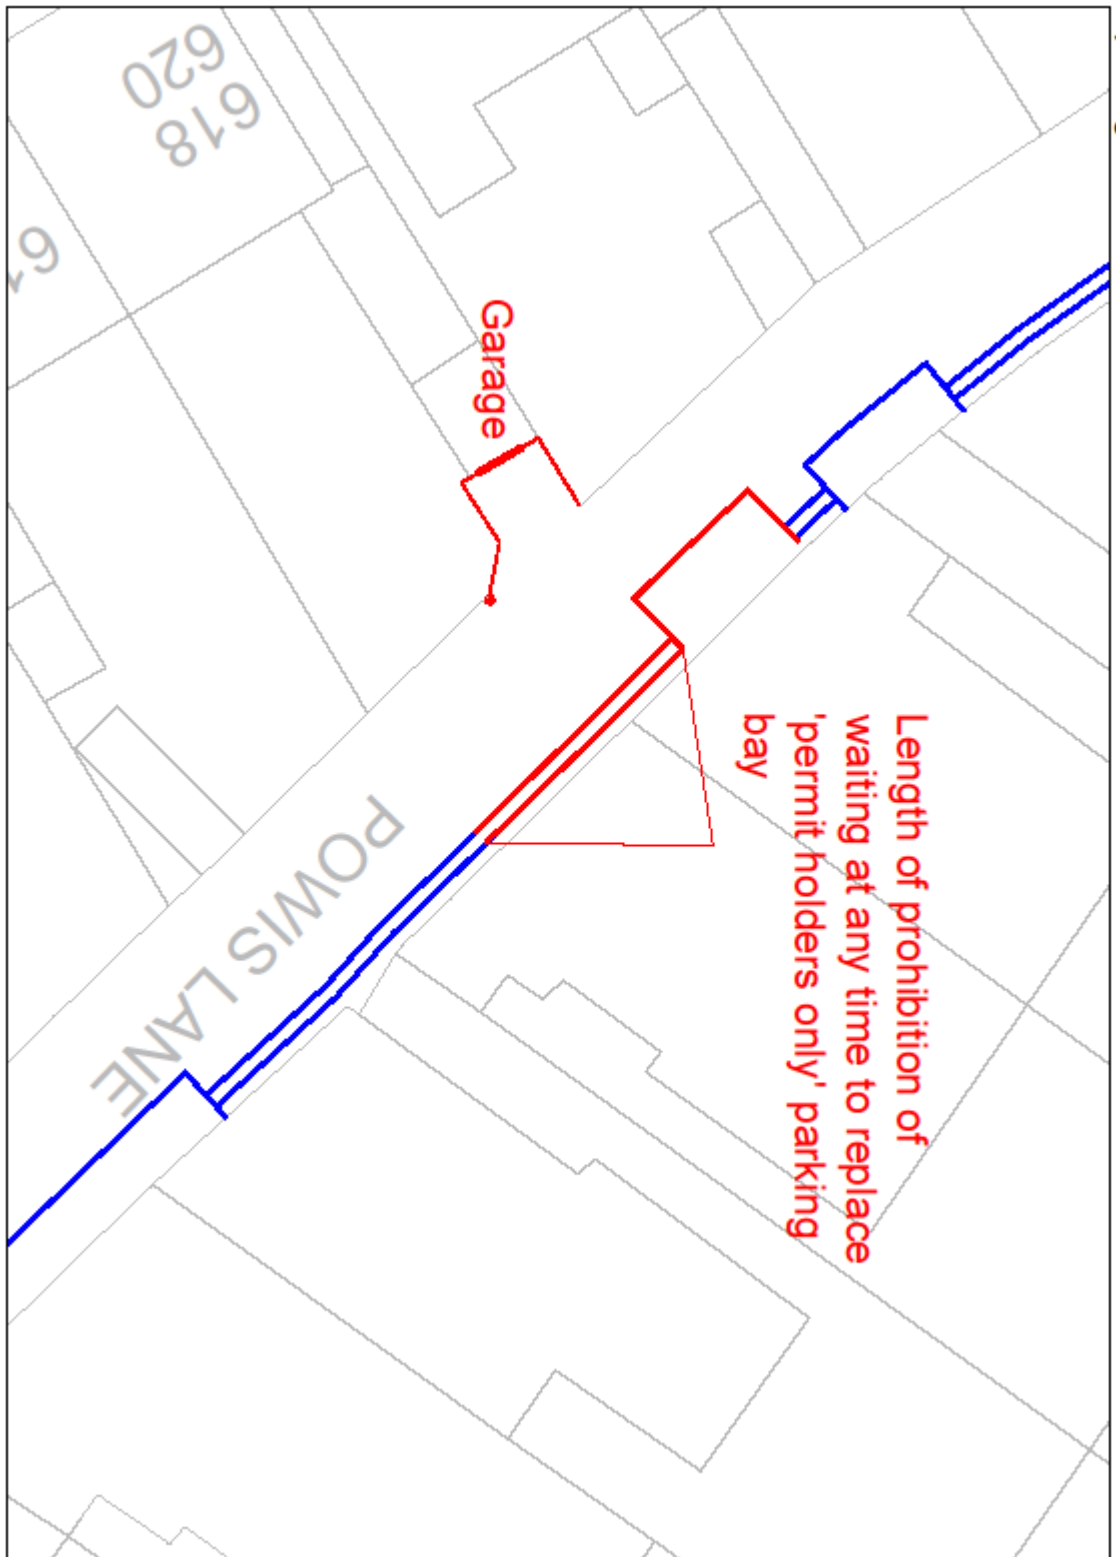 620
618
Garage
Length of prohibition of
waiting at any time to replace
'permit holders only' parking
bay
POWIS LANE